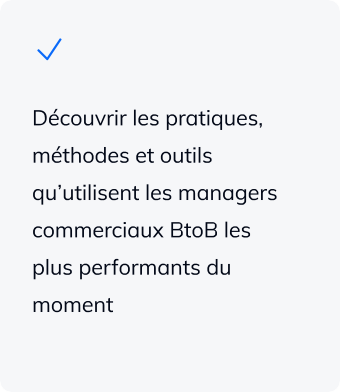 Découvrir les pratiques,
méthodes et outils
qu’utilisent les managers
commerciaux BtoB les
plus performants du
moment